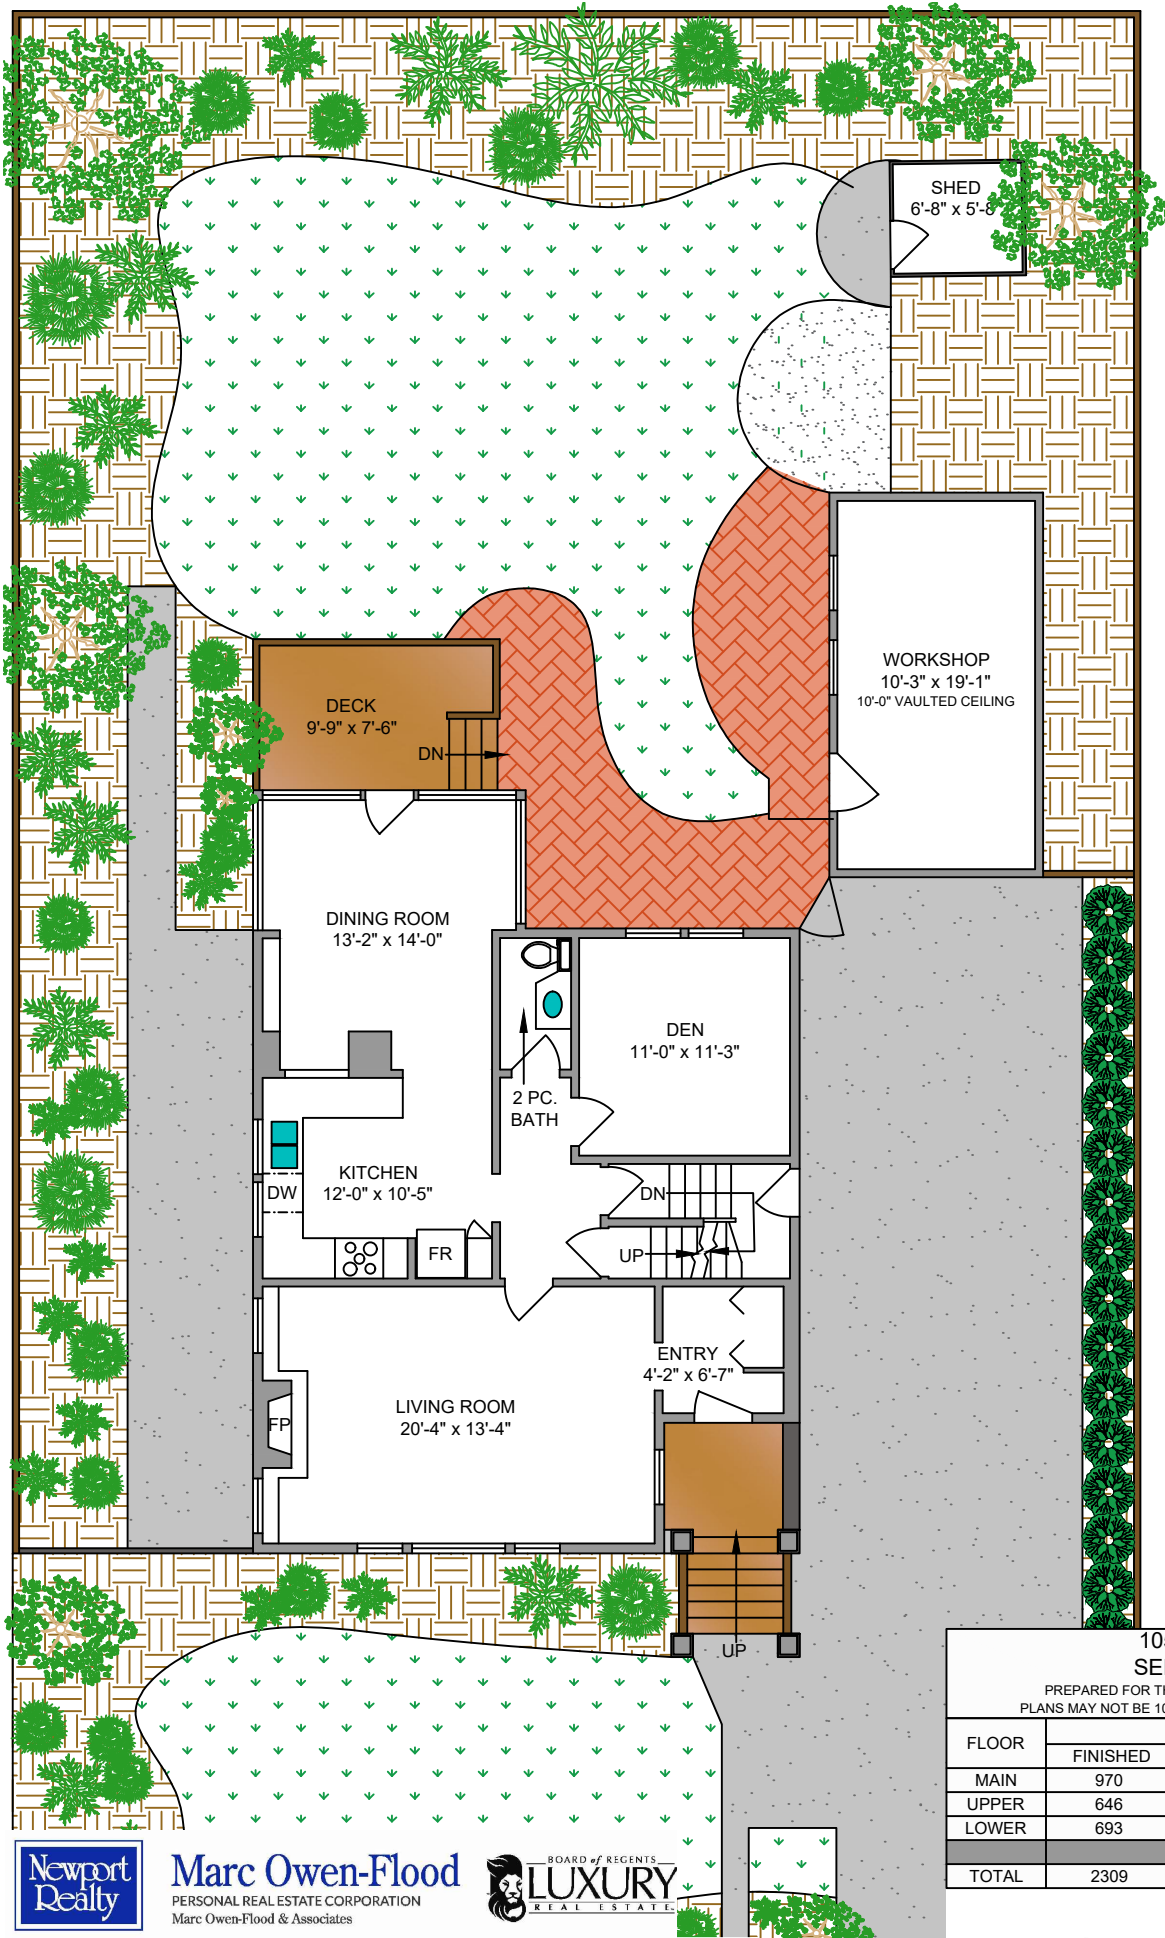 SHED
6'-8" x 5'-8
WORKSHOP
10'-3" x 19'-1"
10'-0" VAULTED CEILING
DECK
9'-9" x 7'-6"
DN
DINING ROOM
13'-2" x 14'-0"
DEN
11'-0" x 11'-3"
2 PC.
BATH
KITCHEN
12'-0" x 10'-5"
DW
DN
UP
FR
ENTRY
4'-2" x 6'-7"
LIVING ROOM
20'-4" x 13'-4"
FP
UP
PREPARED FOR
PLANS MAY NOT BE
FLOOR
FINISHED
MAIN 970
UPPER 646
LOWER 693
TOTAL 2309
Newport
Realty
Marc Owen-Flood
PERSONAL REAL ESTATE CORPORATION
Marc Owen-Flood & Associates
BOARD of REGENTS
LUXURY
REAL ESTATE